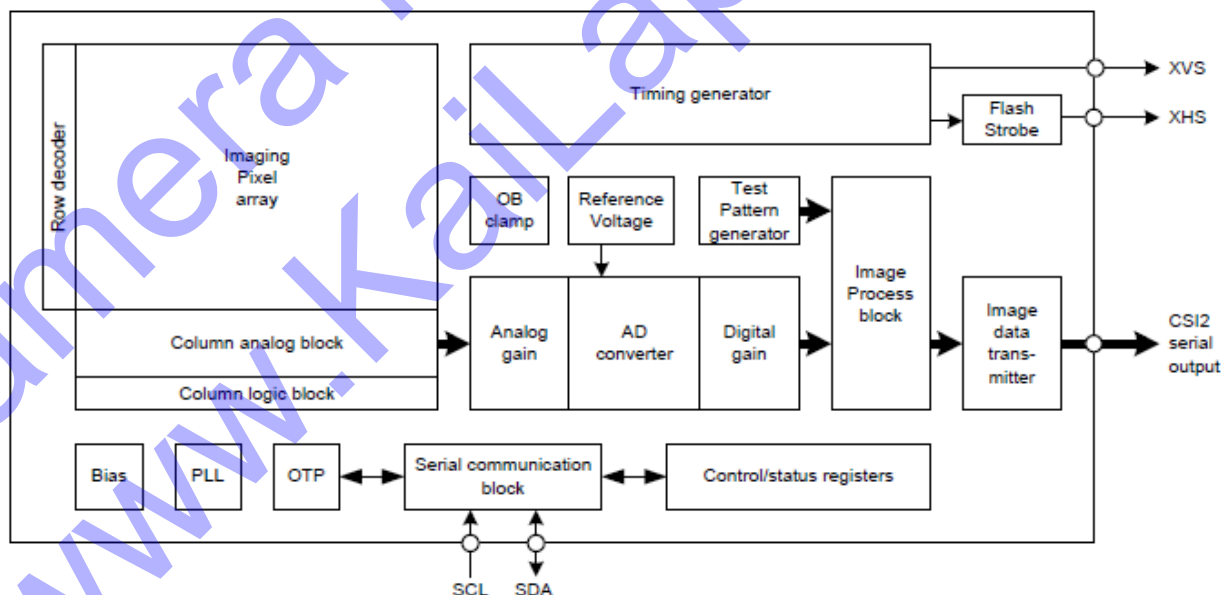 XVS
Timing generator
Flash
Strobe
XHS
Row decoder
Imaging
Pixel
array
OB
clamp
Reference
Voltage
Test
Pattern
generator
Image
Process
block
Column analog block
Analog
gain
AD
converter
Digital
gain
Image
data
trans-
mitter
CSI2
serial
output
Column logic block
Bias
PLL
OTP
Serial communication
block
Control/status registers
SCL
SDA